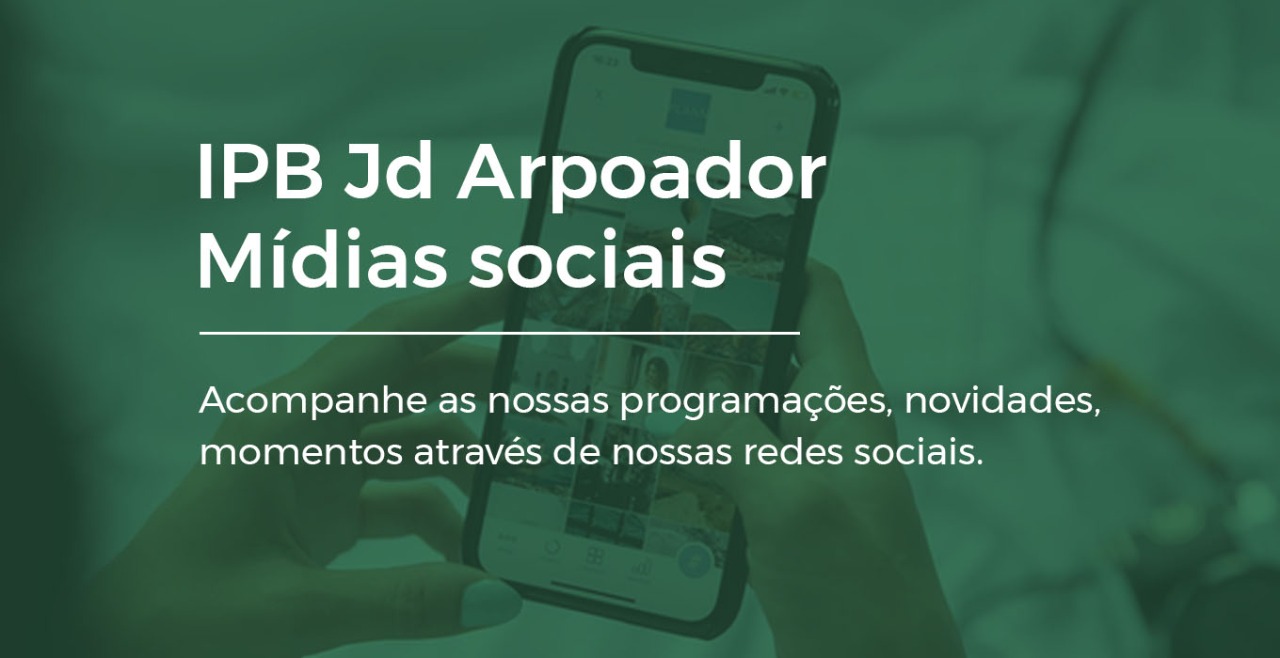 IPB Jd Arpoador
Mídias sociais
Acompanhe as nossas programações, novidades,
momentos através de nossas redes sociais.